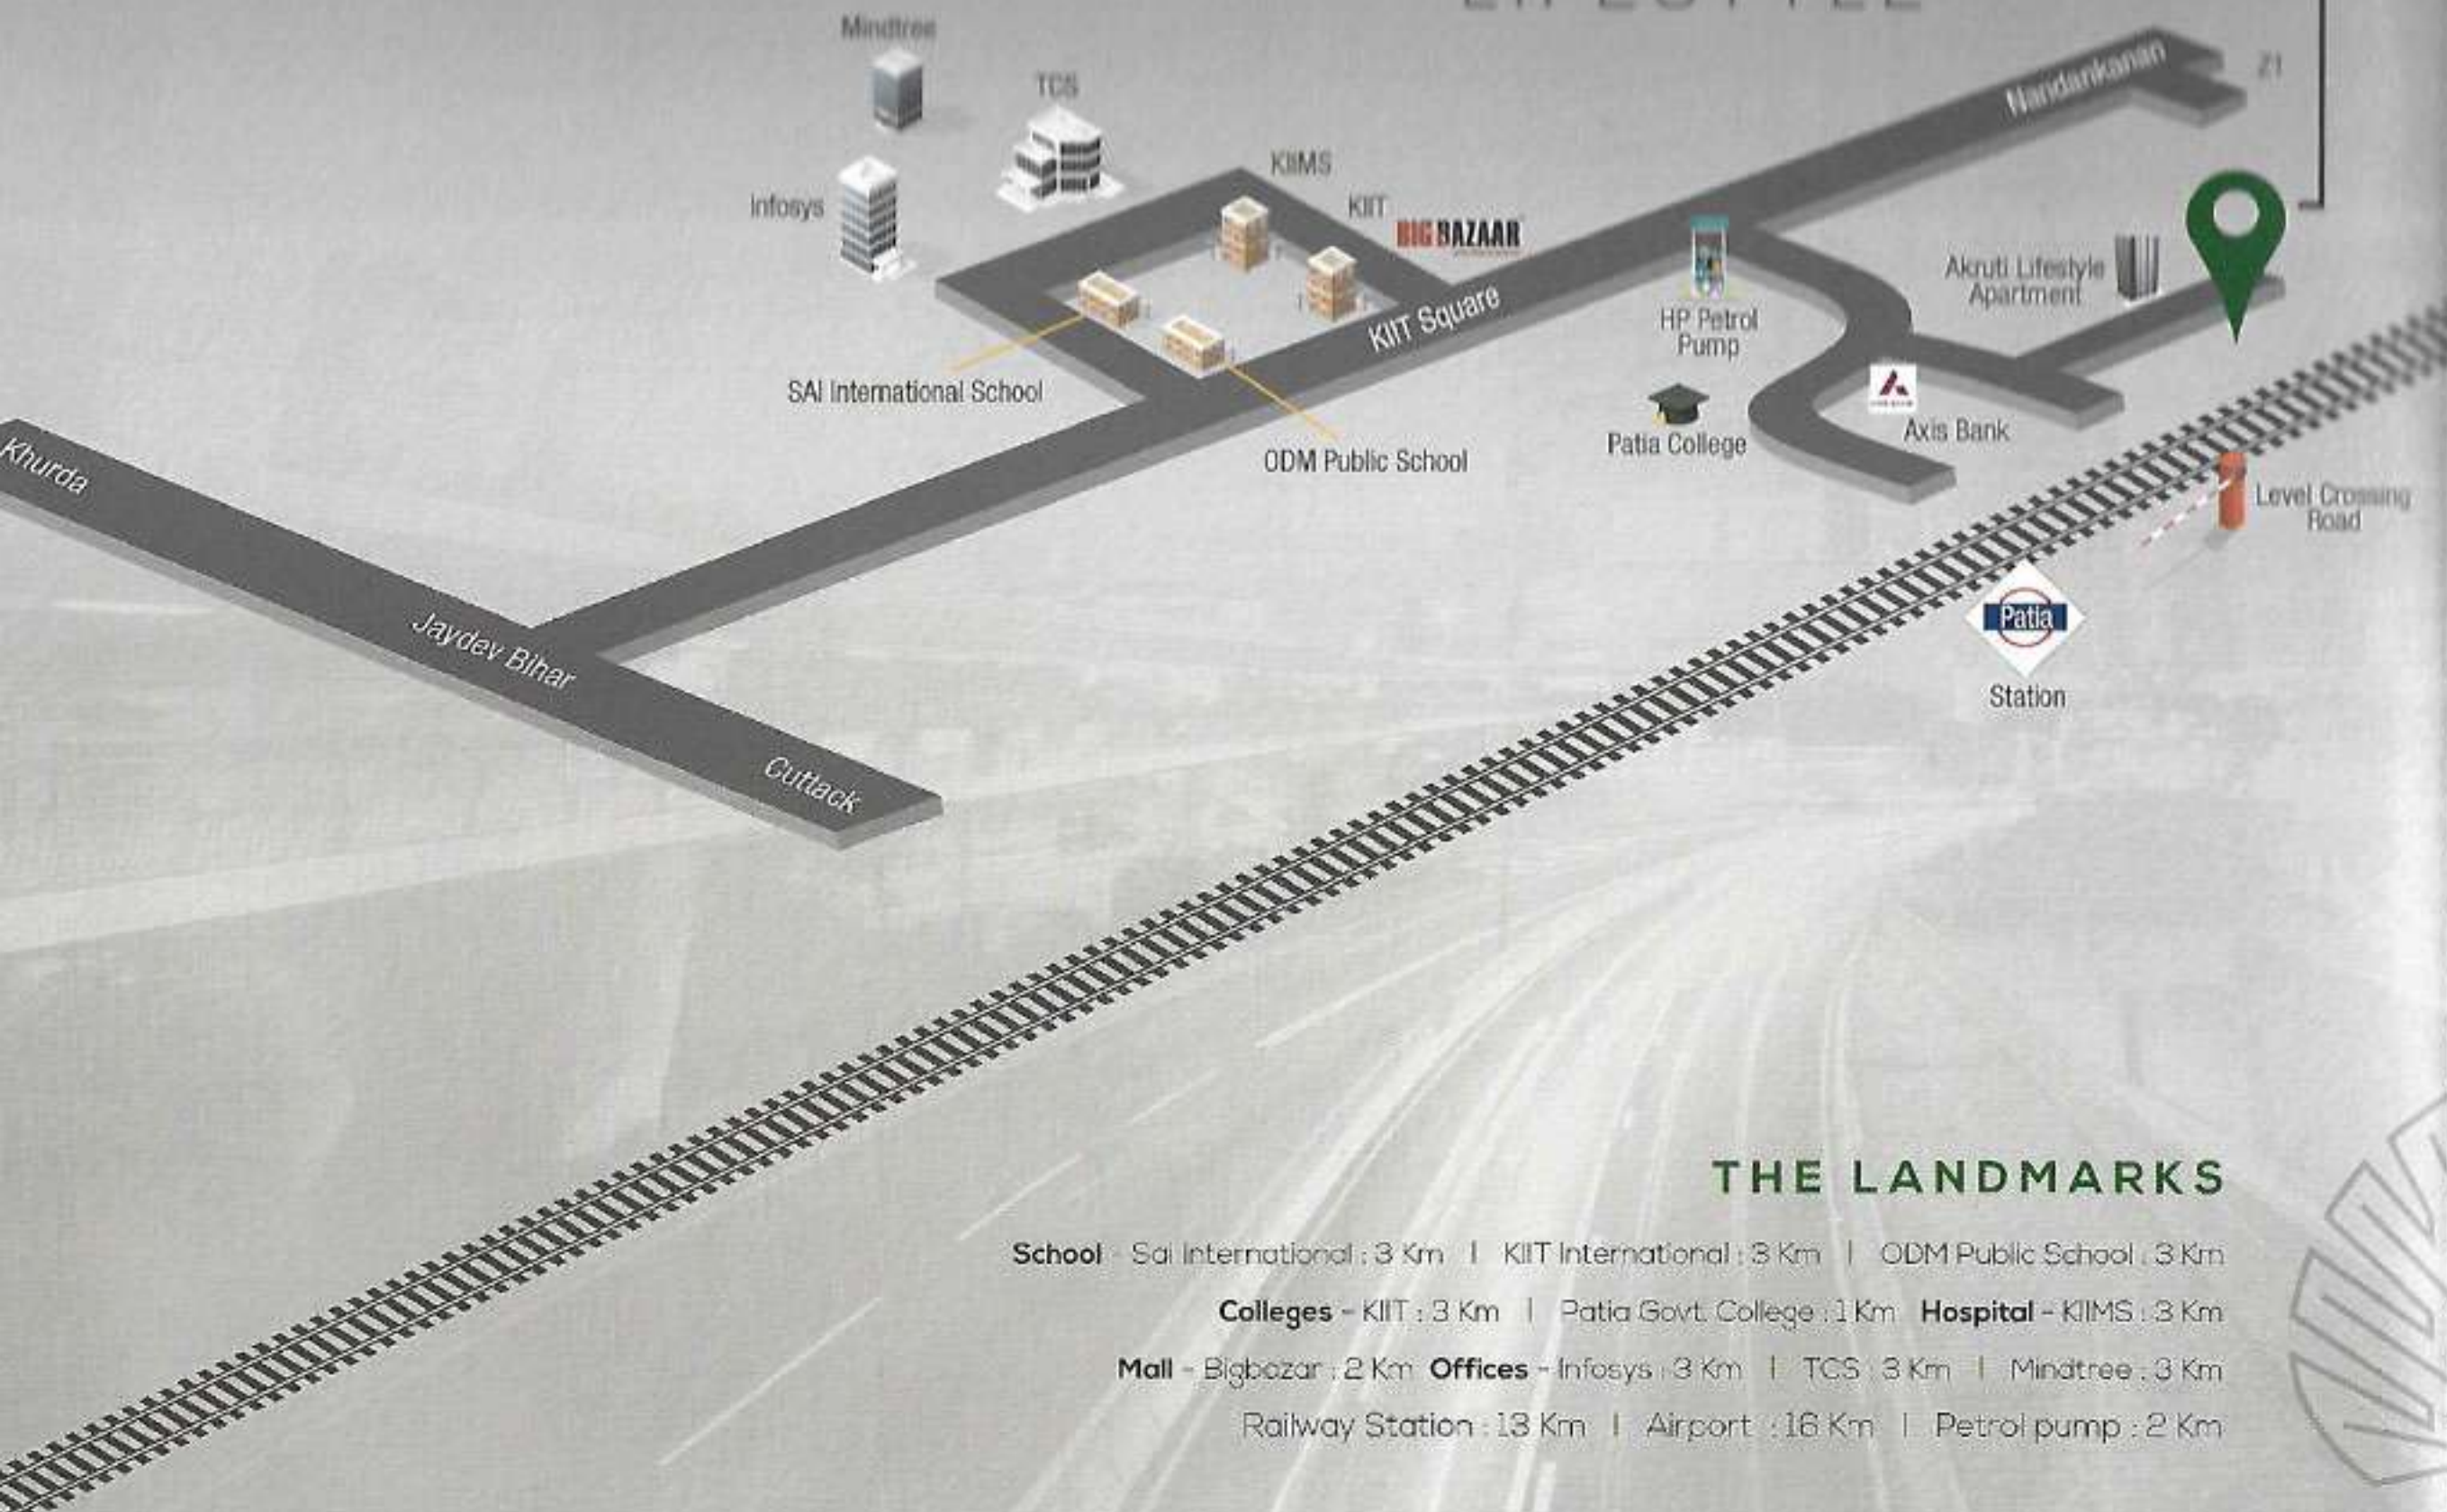 Mindtree
TCS
Nandankanan
Infosys
KIIMS
KIIT
BIG BAZAAR
KIIT Square
HP Petrol
Pump
Akruti Lifestyle
Apartment
SAI International School
ODM Public School
Patia College
Axis Bank
Khurda
Jaydev Bihar
Cuttack
Level Crossing
Road
Patia
Station
THE LANDMARKS
School - Sai International : 3 Km | KIIT International : 3 Km | ODM Public School : 3 Km
Colleges - KIIT : 3 Km | Patia Govt. College : 1 Km Hospital - KIIMS : 3 Km
Mall - Bigbazar : 2 Km Offices - Infosys : 3 Km | TCS : 3 Km | Mindtree : 3 Km
Railway Station : 13 Km | Airport : 16 Km | Petrol pump : 2 Km